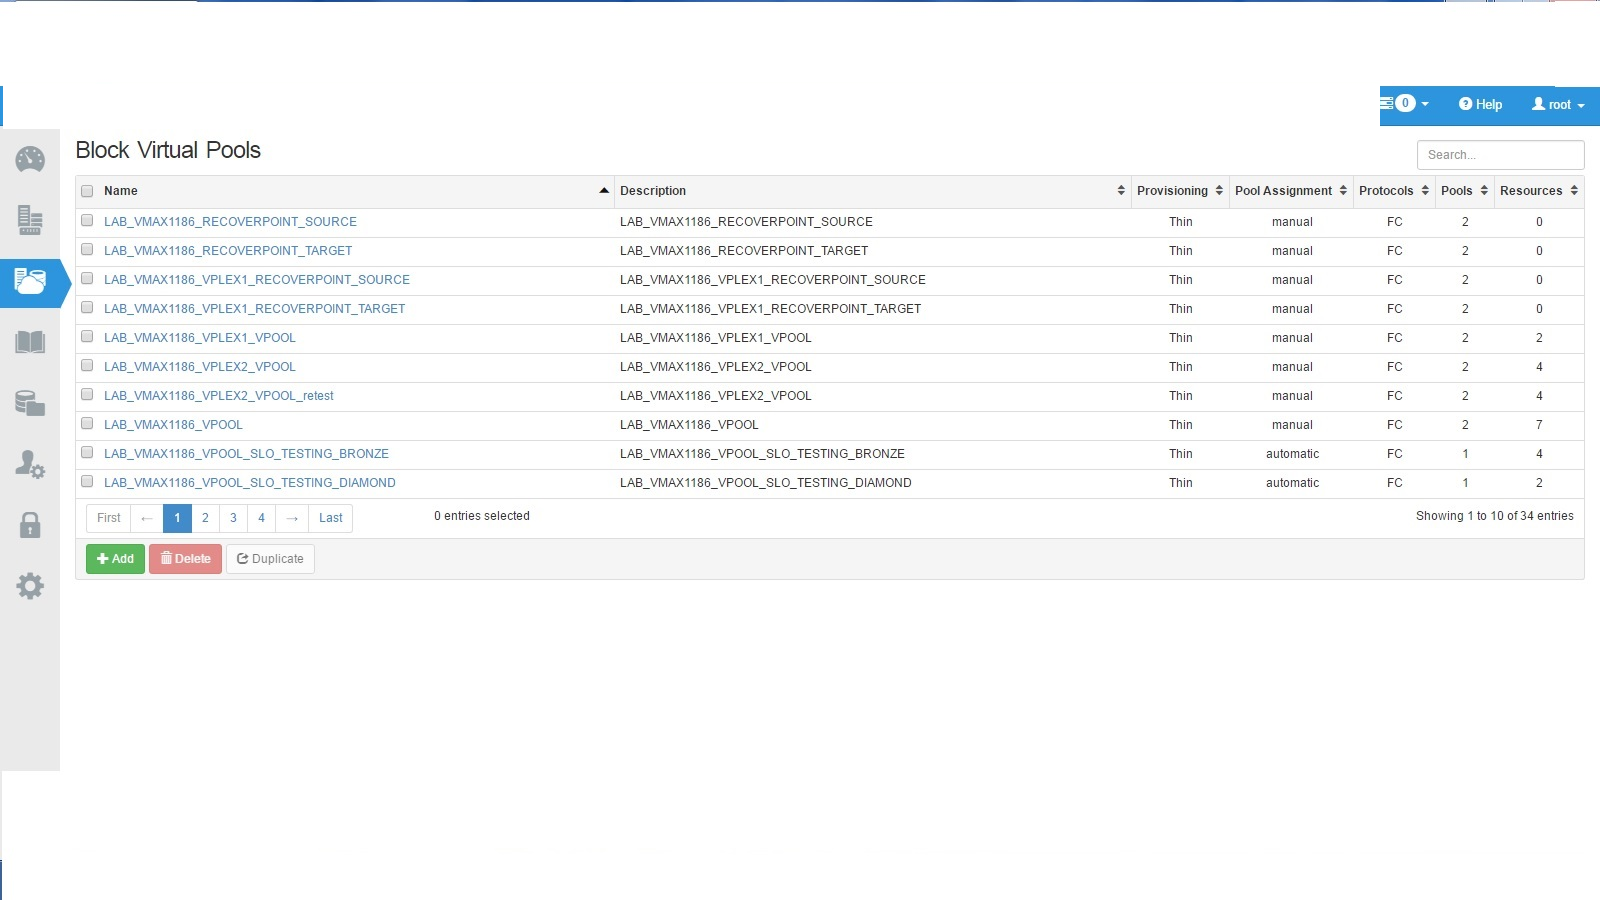 0 Help root
Block Virtual Pools
Search...
Name Description Provisioning Pool Assignment Protocols Pools Resources
LAB_VMAX1186_RECOVERPOINT_SOURCE LAB_VMAX1186_RECOVERPOINT_SOURCE Thin manual FC 2 0
LAB_VMAX1186_RECOVERPOINT_TARGET LAB_VMAX1186_RECOVERPOINT_TARGET Thin manual FC 2 0
LAB_VMAX1186_VPLEX1_RECOVERPOINT_SOURCE LAB_VMAX1186_VPLEX1_RECOVERPOINT_SOURCE Thin manual FC 2 0
LAB_VMAX1186_VPLEX1_RECOVERPOINT_TARGET LAB_VMAX1186_VPLEX1_RECOVERPOINT_TARGET Thin manual FC 2 0
LAB_VMAX1186_VPLEX1_VPOOL LAB_VMAX1186_VPLEX1_VPOOL Thin manual FC 2 2
LAB_VMAX1186_VPLEX2_VPOOL LAB_VMAX1186_VPLEX2_VPOOL Thin manual FC 2 4
LAB_VMAX1186_VPLEX2_VPOOL_retest LAB_VMAX1186_VPLEX2_VPOOL Thin manual FC 2 4
LAB_VMAX1186_VPOOL LAB_VMAX1186_VPOOL Thin manual FC 2 7
LAB_VMAX1186_VPOOL_SLO_TESTING_BRONZE LAB_VMAX1186_VPOOL_SLO_TESTING_BRONZE Thin automatic FC 1 4
LAB_VMAX1186_VPOOL_SLO_TESTING_DIAMOND LAB_VMAX1186_VPOOL_SLO_TESTING_DIAMOND Thin automatic FC 1 2
First ← 1 2 3 4 → Last 0 entries selected Showing 1 to 10 of 34 entries
Add Delete Duplicate